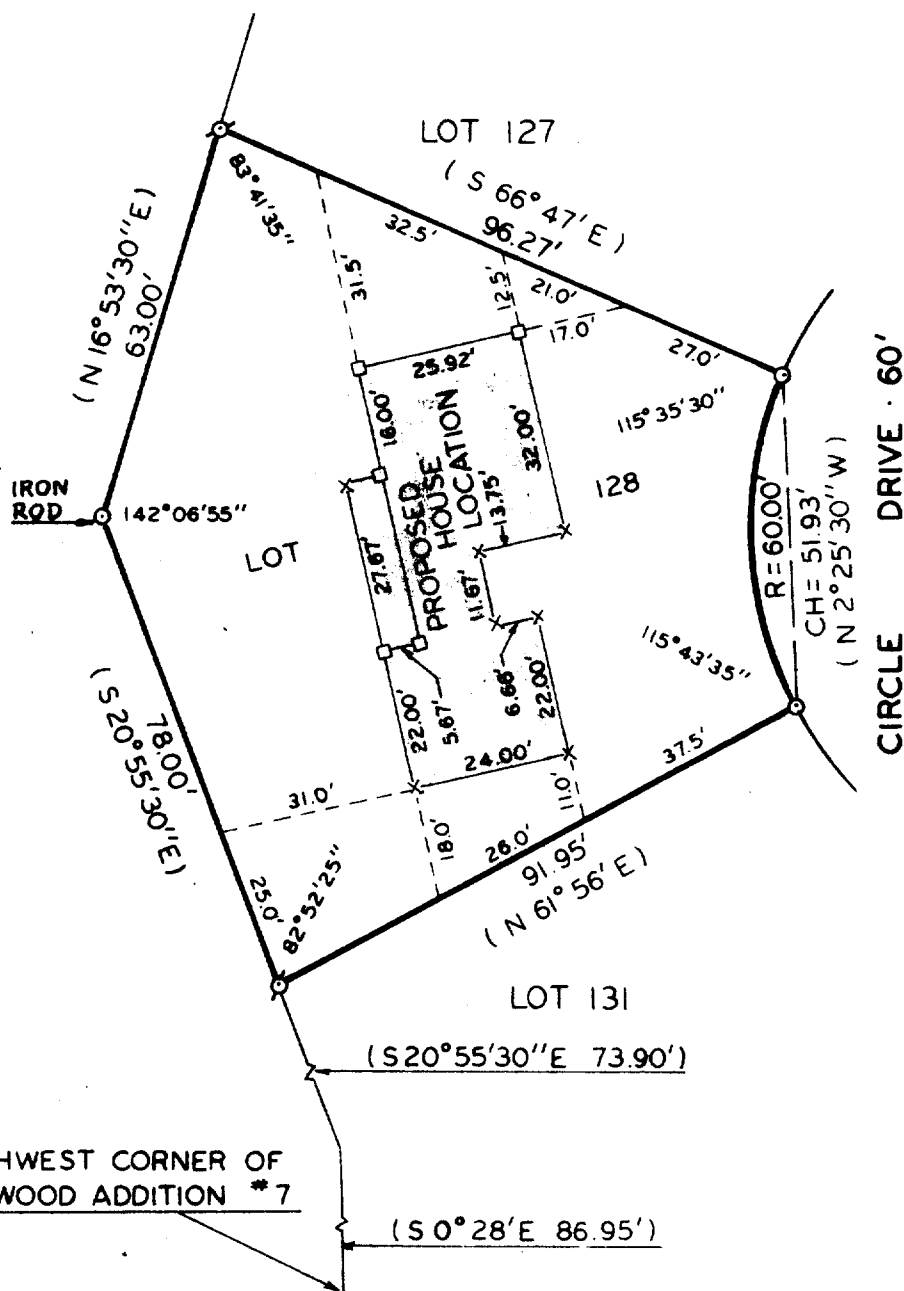 LOT 127
( S 66° 47' E )
96.27'
83° 41' 35"
32.5'
31.5'
12.5'
21.0'
17.0'
27.0'
( N 16° 53' 30" E )
63.00'
25.92'
16.00'
32.00'
115° 35' 30"
PROPOSED
HOUSE
LOCATION
13.75'
IRON
ROD
142° 06' 55"
LOT
128
27.67'
11.67'
6.66'
22.00'
5.67'
22.00'
24.00'
R = 60.00'
CH = 51.93'
( N 2° 25' 30" W )
CIRCLE DRIVE · 60'
115° 43' 35"
( S 20° 55' 30" E )
78.00'
31.0'
25.0'
82° 52' 25"
18.0'
11.0'
26.0'
37.5'
91.95'
( N 61° 56' E )
LOT 131
( S 20° 55' 30" E 73.90' )
HWEST CORNER OF
WOOD ADDITION #7
( S 0° 28' E 86.95' )